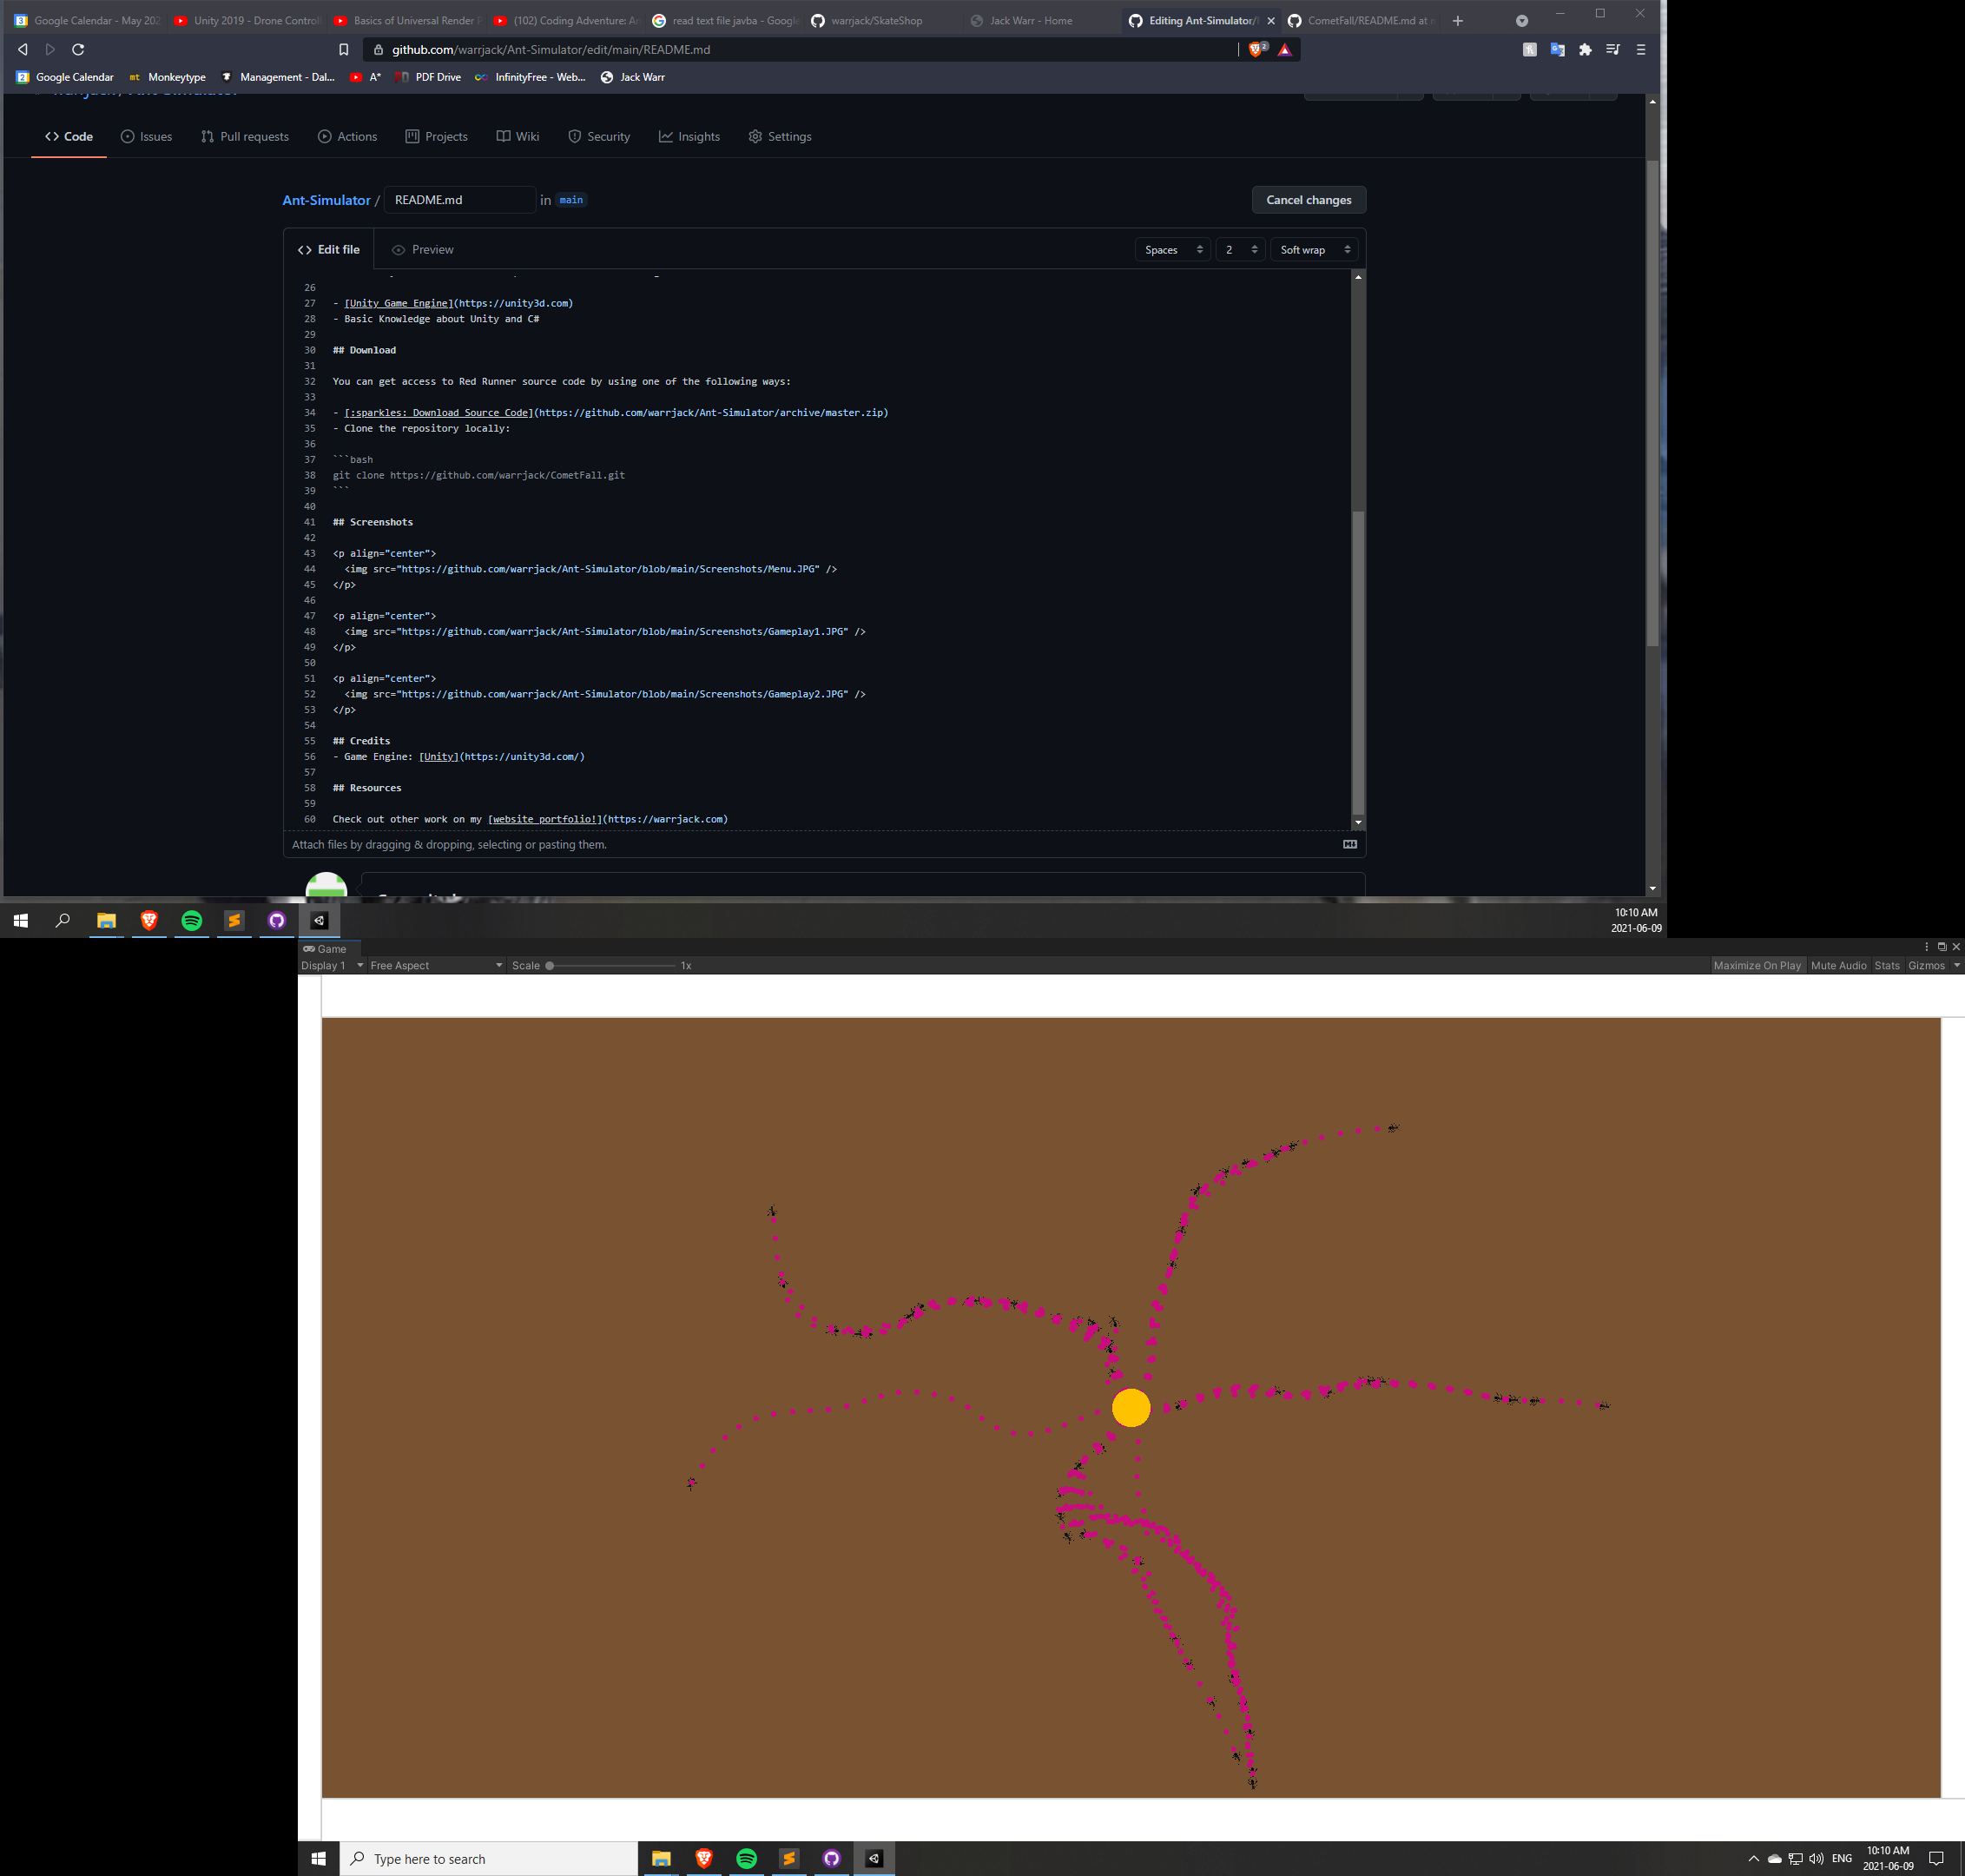 Google Calendar - May 202
Unity 2019 - Drone Controll
Basics of Universal Render P
(102) Coding Adventure: An
read text file javba - Google
warrjack/SkateShop
Jack Warr - Home
Editing Ant-Simulator/
CometFall/README.md at m
github.com/warrjack/Ant-Simulator/edit/main/README.md
2
Google Calendar
mt Monkeytype
Management - Dal...
A*
PDF Drive
InfinityFree - Web...
Jack Warr
Code
Issues
Pull requests
Actions
Projects
Wiki
Security
Insights
Settings
Ant-Simulator / README.md in main
Cancel changes
Edit file
Preview
Spaces
2
Soft wrap
26
27 - [Unity Game Engine](https://unity3d.com)
28 - Basic Knowledge about Unity and C#
29
30 ## Download
31
32 You can get access to Red Runner source code by using one of the following ways:
33
34 - [:sparkles: Download Source Code](https://github.com/warrjack/Ant-Simulator/archive/master.zip)
35 - Clone the repository locally:
36
37 ```bash
38 git clone https://github.com/warrjack/CometFall.git
39 ```
40
41 ## Screenshots
42
43 <p align="center">
44 <img src="https://github.com/warrjack/Ant-Simulator/blob/main/Screenshots/Menu.JPG" />
45 </p>
46
47 <p align="center">
48 <img src="https://github.com/warrjack/Ant-Simulator/blob/main/Screenshots/Gameplay1.JPG" />
49 </p>
50
51 <p align="center">
52 <img src="https://github.com/warrjack/Ant-Simulator/blob/main/Screenshots/Gameplay2.JPG" />
53 </p>
54
55 ## Credits
56 - Game Engine: [Unity](https://unity3d.com/)
57
58 ## Resources
59
60 Check out other work on my [website portfolio!](https://warrjack.com)
Attach files by dragging & dropping, selecting or pasting them.
10:10 AM
2021-06-09
Game
Display 1
Free Aspect
Scale
1x
Maximize On Play
Mute Audio
Stats
Gizmos
Type here to search
ENG
10:10 AM
2021-06-09